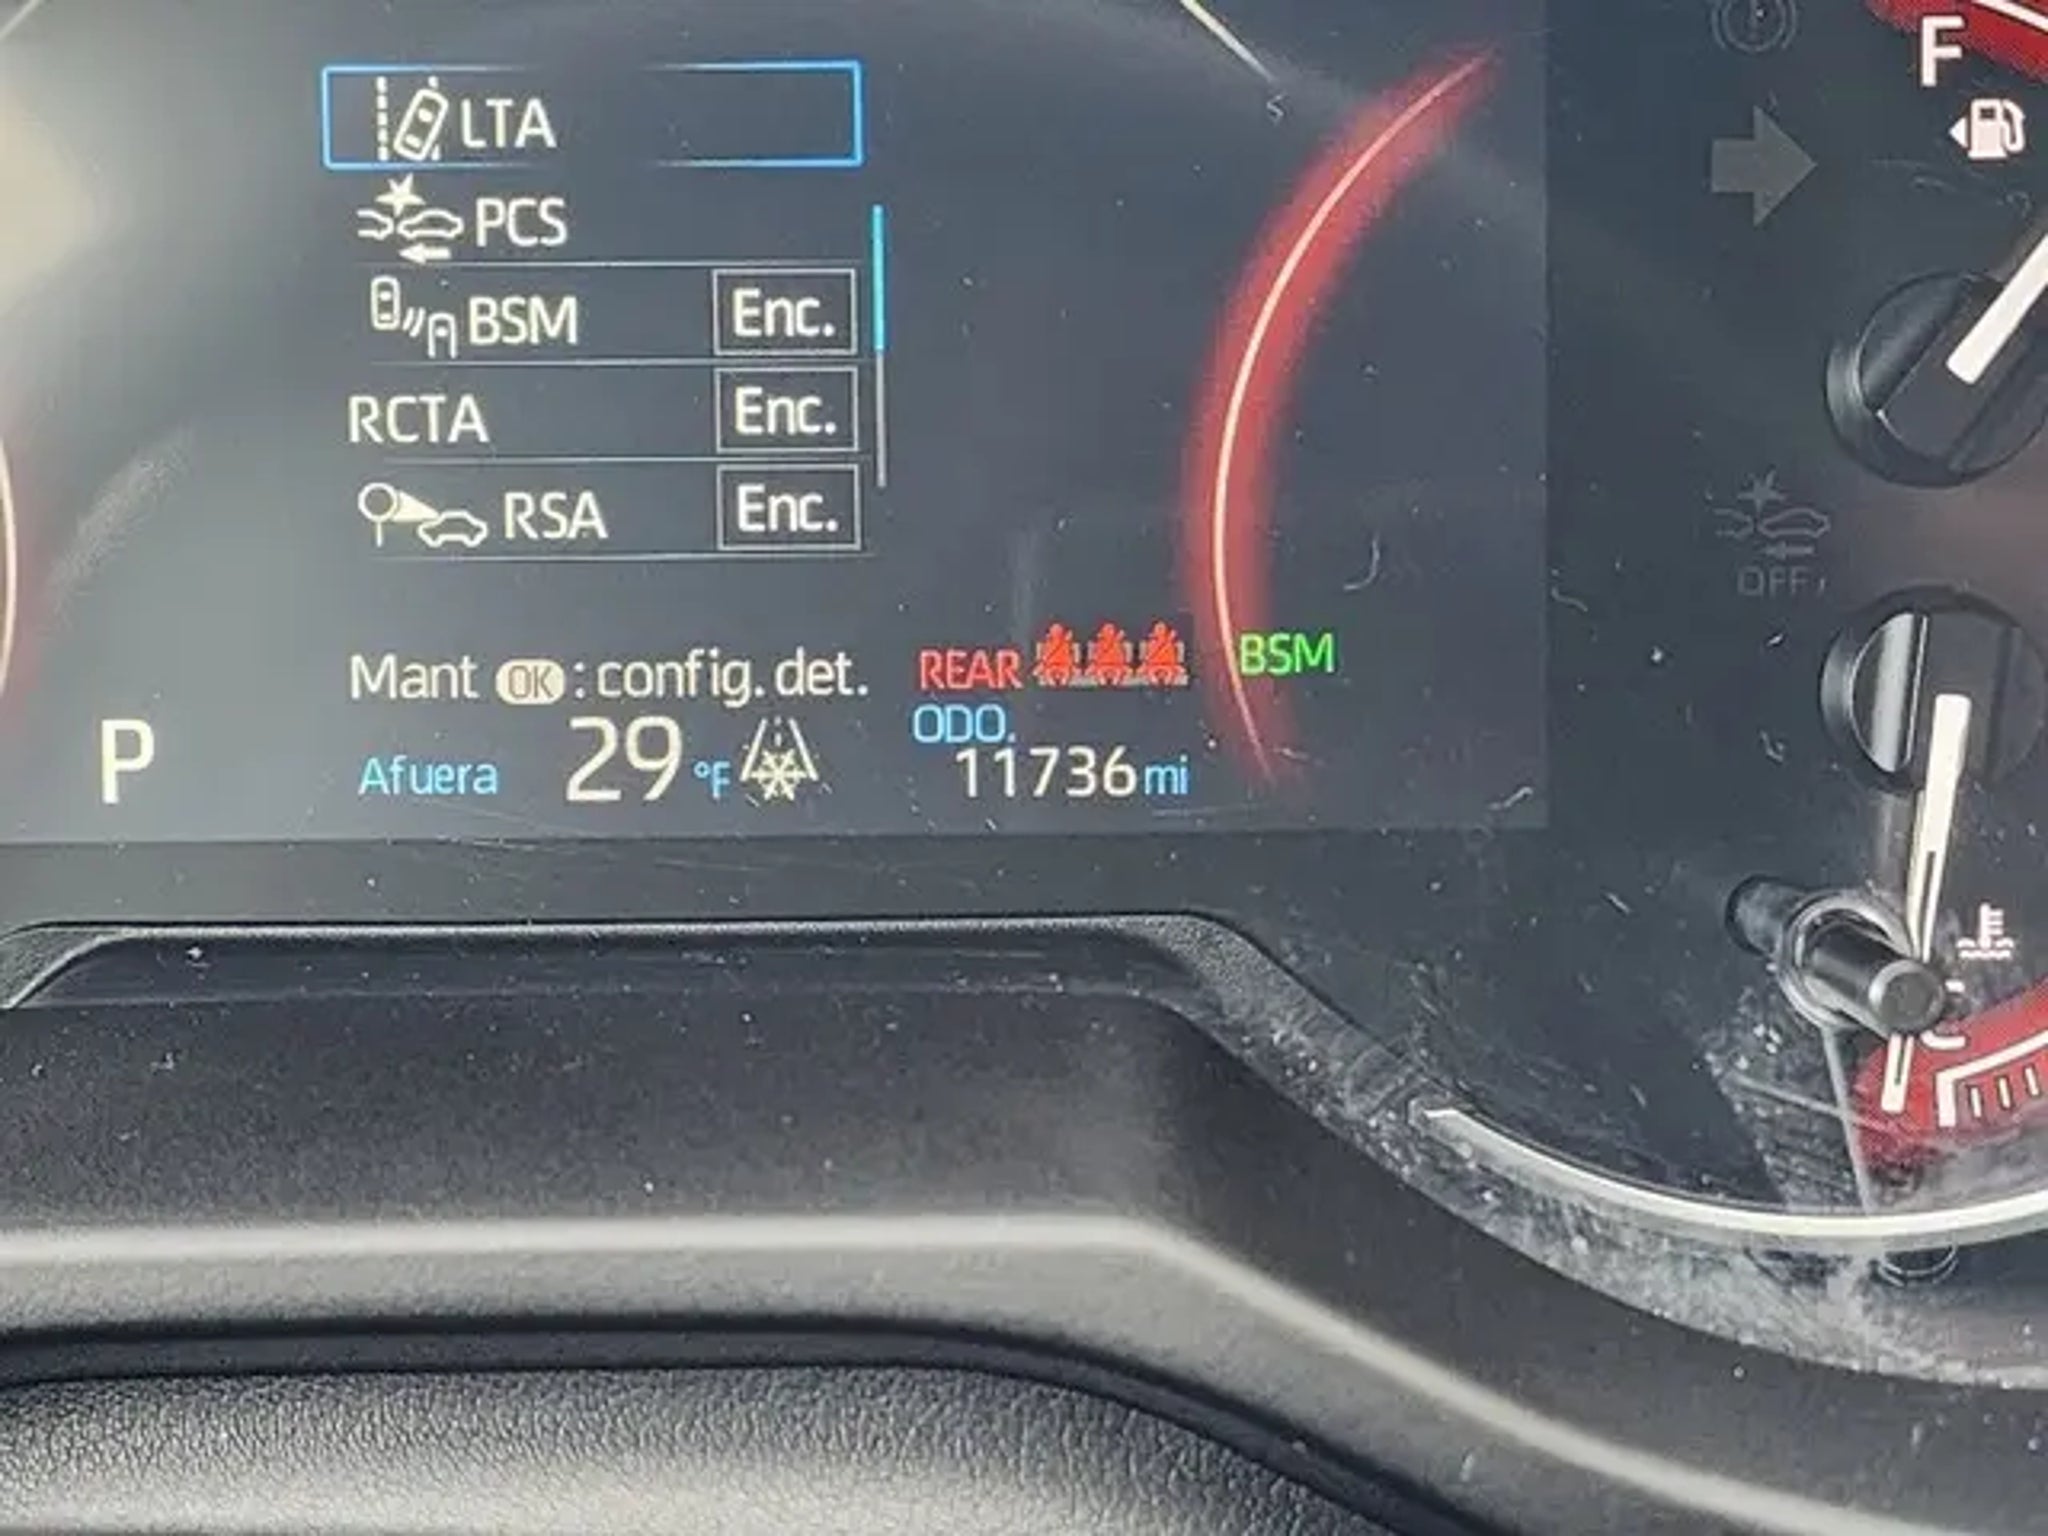 LTA
PCS
BSM Enc.
RCTA Enc.
RSA Enc.
Mant OK : config. det.
REAR
BSM
P
Afuera 29 °F
ODO.
11736 mi
F
OFF
C